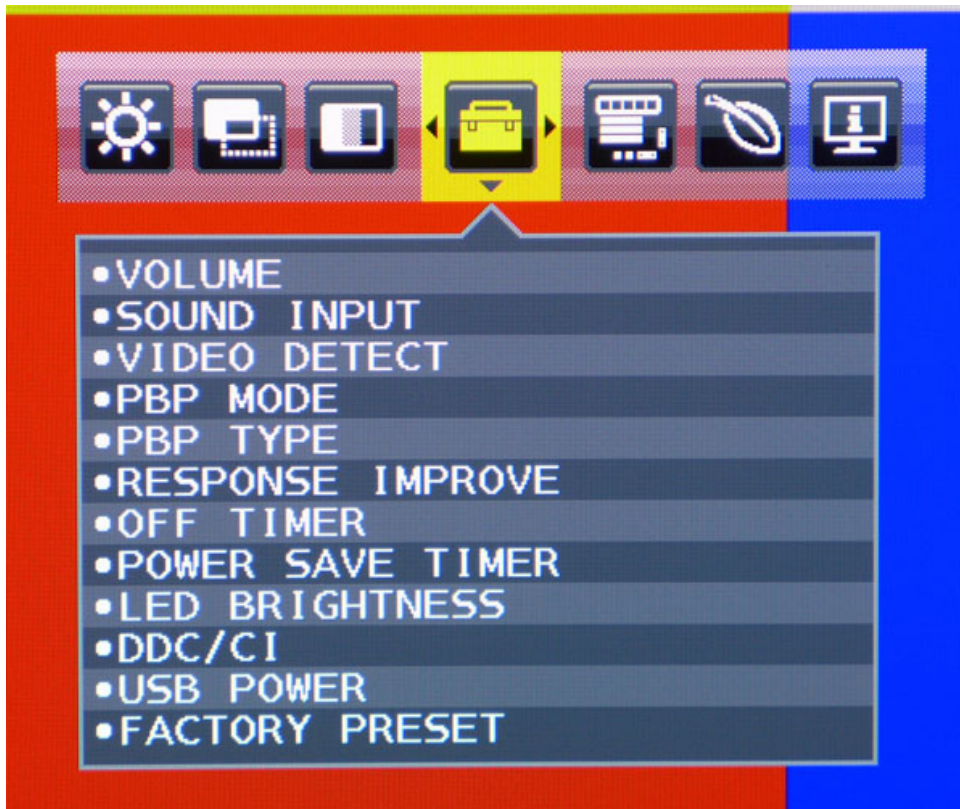 •VOLUME
•SOUND INPUT
•VIDEO DETECT
•PBP MODE
•PBP TYPE
•RESPONSE IMPROVE
•OFF TIMER
•POWER SAVE TIMER
•LED BRIGHTNESS
•DDC/CI
•USB POWER
•FACTORY PRESET